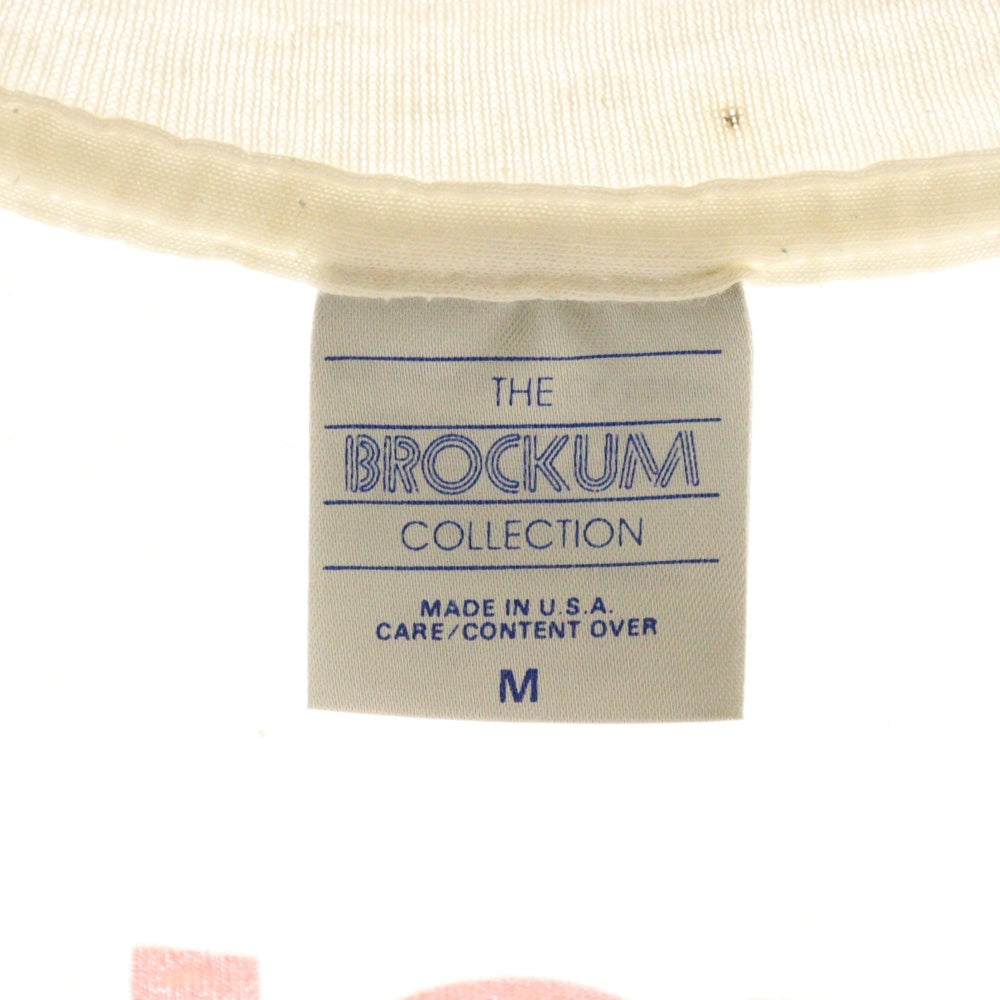 THE
BROCKUM
COLLECTION
MADE IN U.S.A.
CARE/CONTENT OVER
M